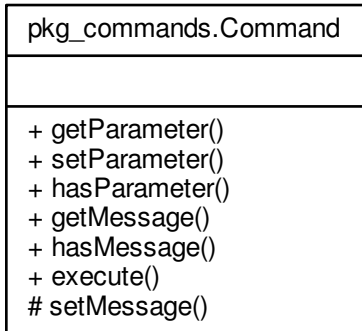 pkg_commands.Command
+ getParameter()
+ setParameter()
+ hasParameter()
+ getMessage()
+ hasMessage()
+ execute()
# setMessage()